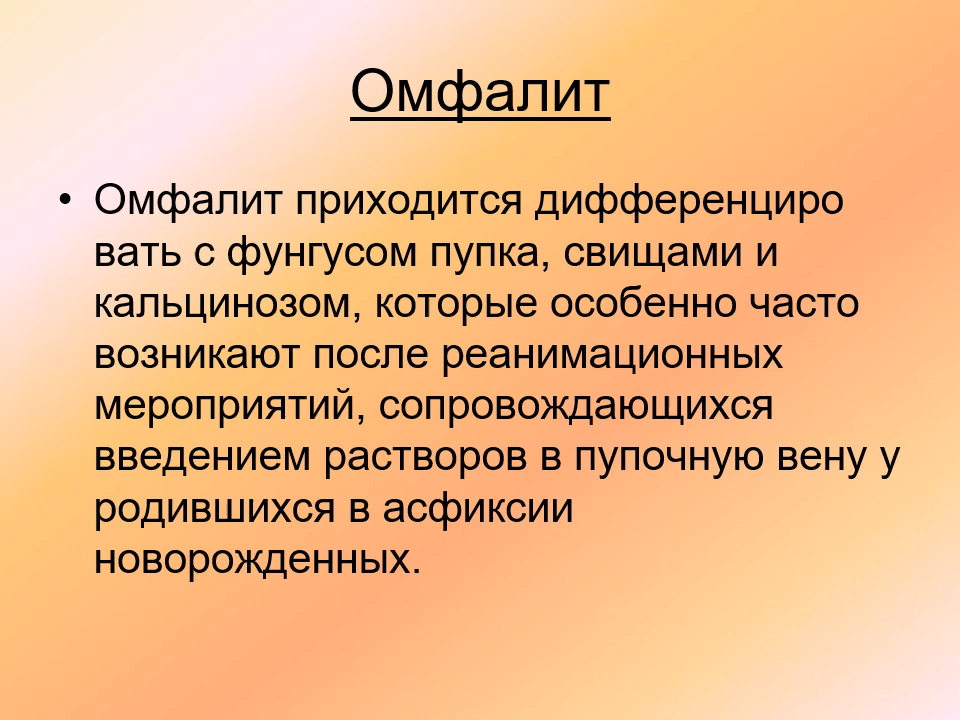 Омфалит
• Омфалит приходится дифференциро
вать с фунгусом пупка, свищами и
кальцинозом, которые особенно часто
возникают после реанимационных
мероприятий, сопровождающихся
введением растворов в пупочную вену у
родившихся в асфиксии
новорожденных.